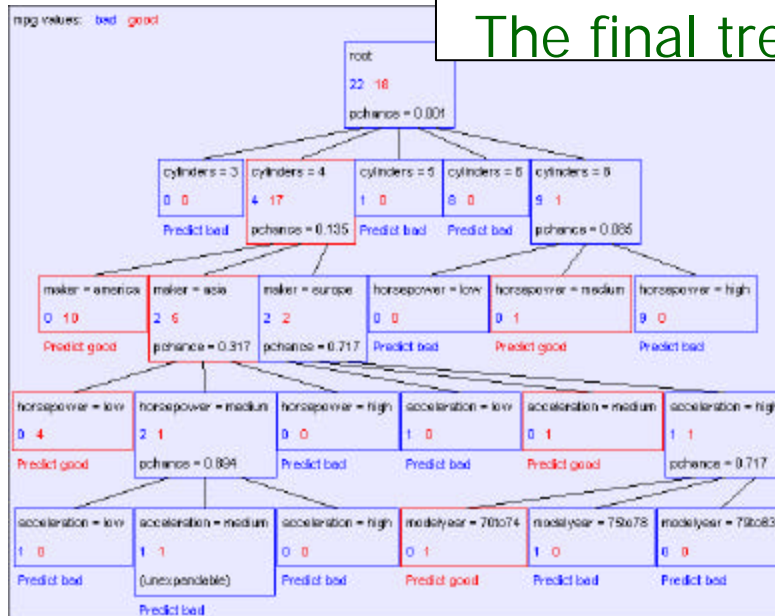 The final tre
mpg values: bad good
root
22 18
pchance = 0.001
cylinders = 3 cylinders = 4 cylinders = 5 cylinders = 6 cylinders = 8
0 0 4 17 1 0 8 0 9 1
Predict bad pchance = 0.135 Predict bad Predict bad pchance = 0.085
maker = america maker = asia maker = europe horsepower = low horsepower = medium horsepower = high
0 10 2 5 2 2 0 0 0 1 9 0
Predict good pchance = 0.317 pchance = 0.717 Predict bad Predict good Predict bad
horsepower = low horsepower = medium horsepower = high acceleration = low acceleration = medium acceleration = high
0 4 2 1 0 0 1 0 0 1 1 1
Predict good pchance = 0.894 Predict bad Predict bad Predict good pchance = 0.717
acceleration = low acceleration = medium acceleration = high modelyear = 70to74 modelyear = 75to78 modelyear = 79to83
1 0 1 1 0 0 0 1 1 0 0 0
Predict bad (unexpandable) Predict bad Predict good Predict bad Predict bad
Predict bad